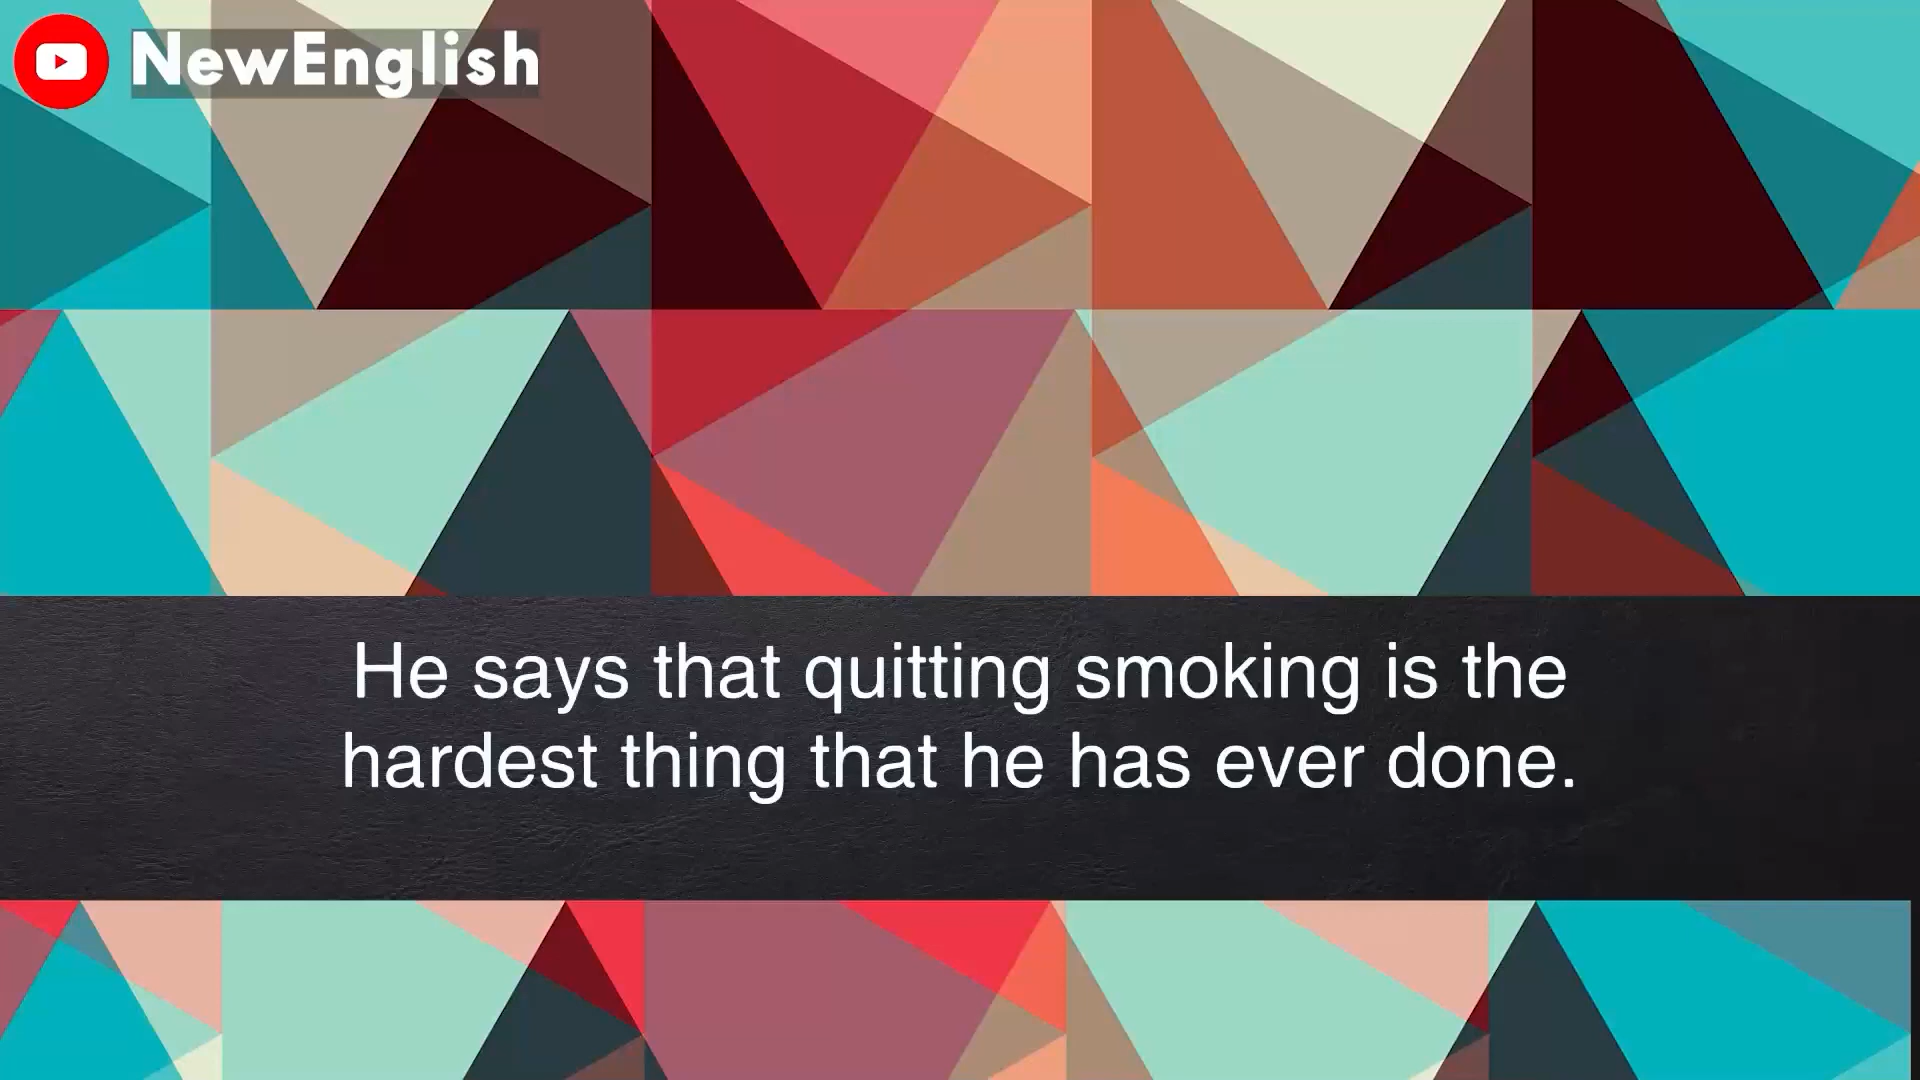 NewEnglish
He says that quitting smoking is the
hardest thing that he has ever done.